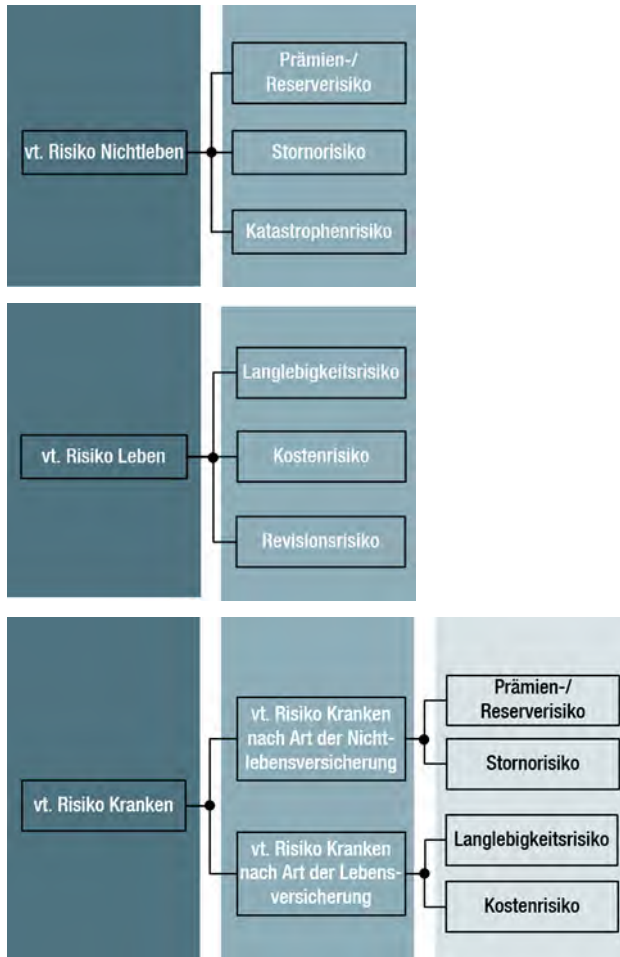 Prämien-/
Reserverisiko
vt. Risiko Nichtleben
Stornorisiko
Katastrophenrisiko
Langlebigkeitsrisiko
vt. Risiko Leben
Kostenrisiko
Revisionsrisiko
vt. Risiko Kranken
vt. Risiko Kranken
nach Art der Nicht-
lebensversicherung
Prämien-/
Reserverisiko
Stornorisiko
vt. Risiko Kranken
nach Art der Lebens-
versicherung
Langlebigkeitsrisiko
Kostenrisiko